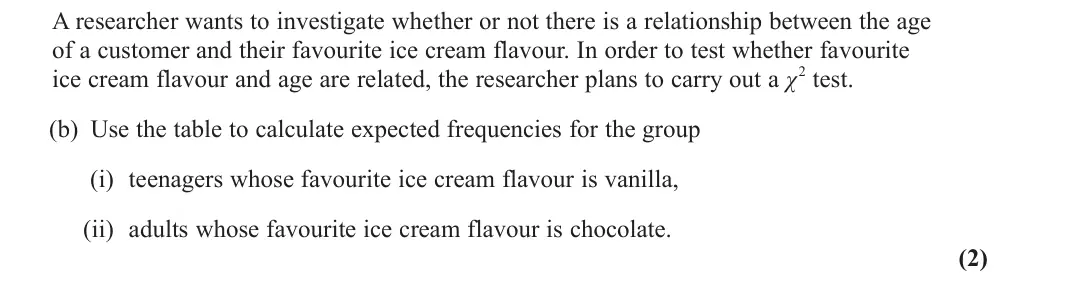 A researcher wants to investigate whether or not there is a relationship between the age
of a customer and their favourite ice cream flavour. In order to test whether favourite
ice cream flavour and age are related, the researcher plans to carry out a χ² test.
(b) Use the table to calculate expected frequencies for the group
(i) teenagers whose favourite ice cream flavour is vanilla,
(ii) adults whose favourite ice cream flavour is chocolate.
(2)